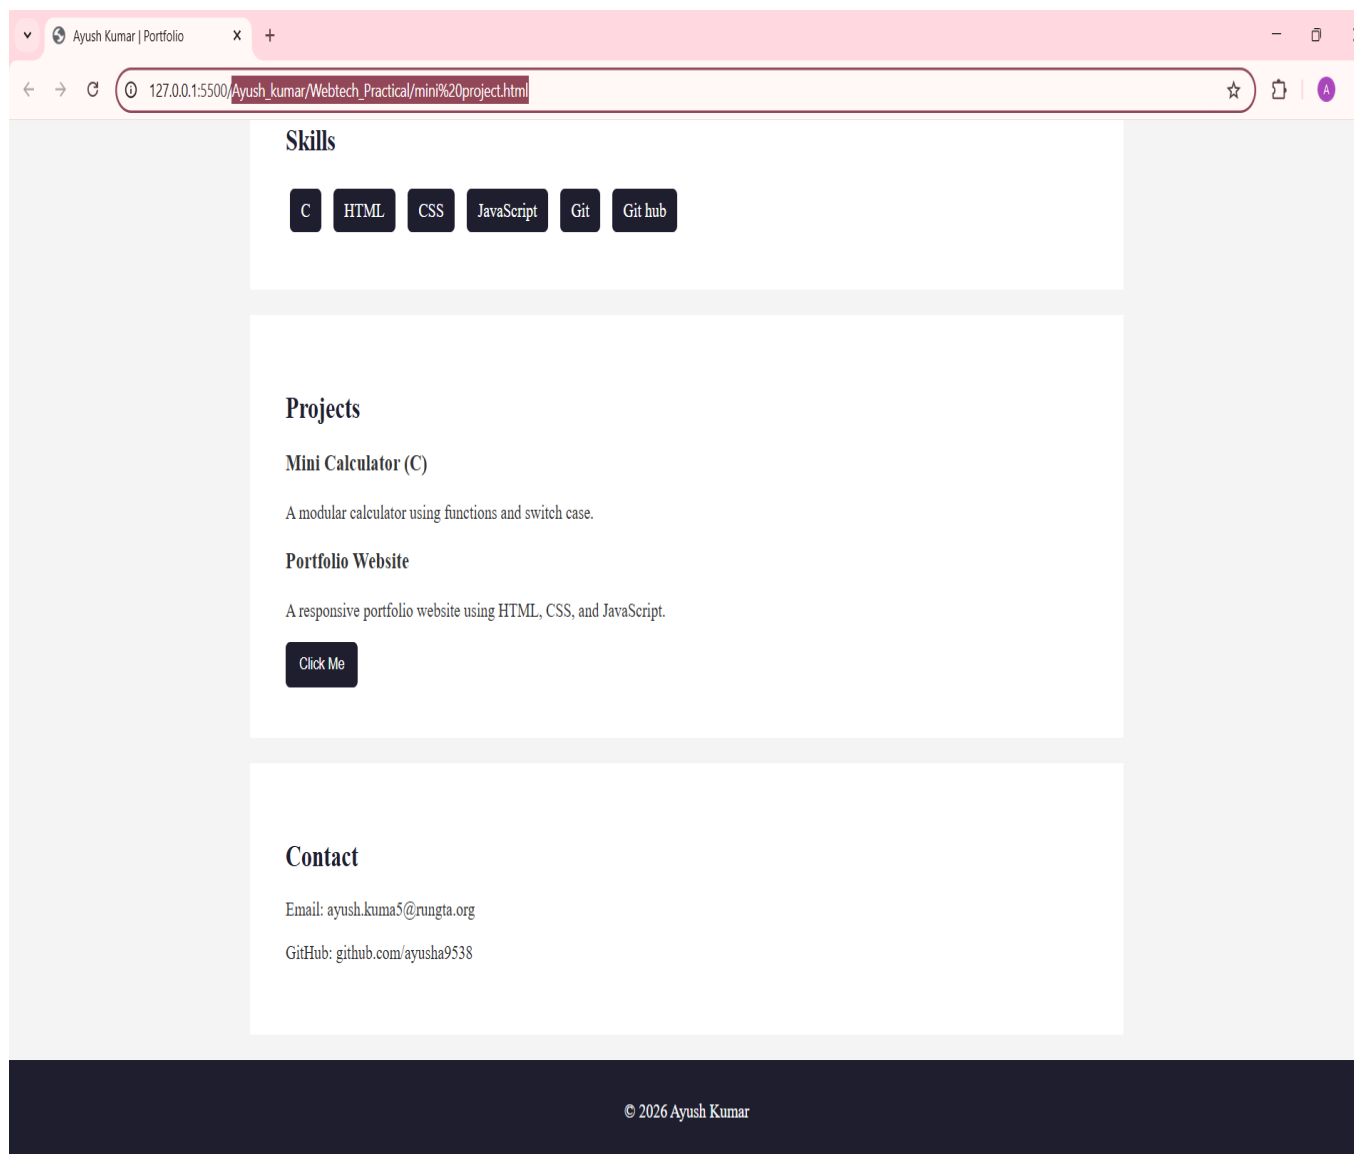 Ayush Kumar | Portfolio
127.0.0.1:5500/Ayush_kumar/Webtech_Practical/mini%20project.html
A
Skills
C HTML CSS JavaScript Git Git hub
Projects
Mini Calculator (C)
A modular calculator using functions and switch case.
Portfolio Website
A responsive portfolio website using HTML, CSS, and JavaScript.
Click Me
Contact
Email: ayush.kuma5@rungta.org
GitHub: github.com/ayusha9538
© 2026 Ayush Kumar